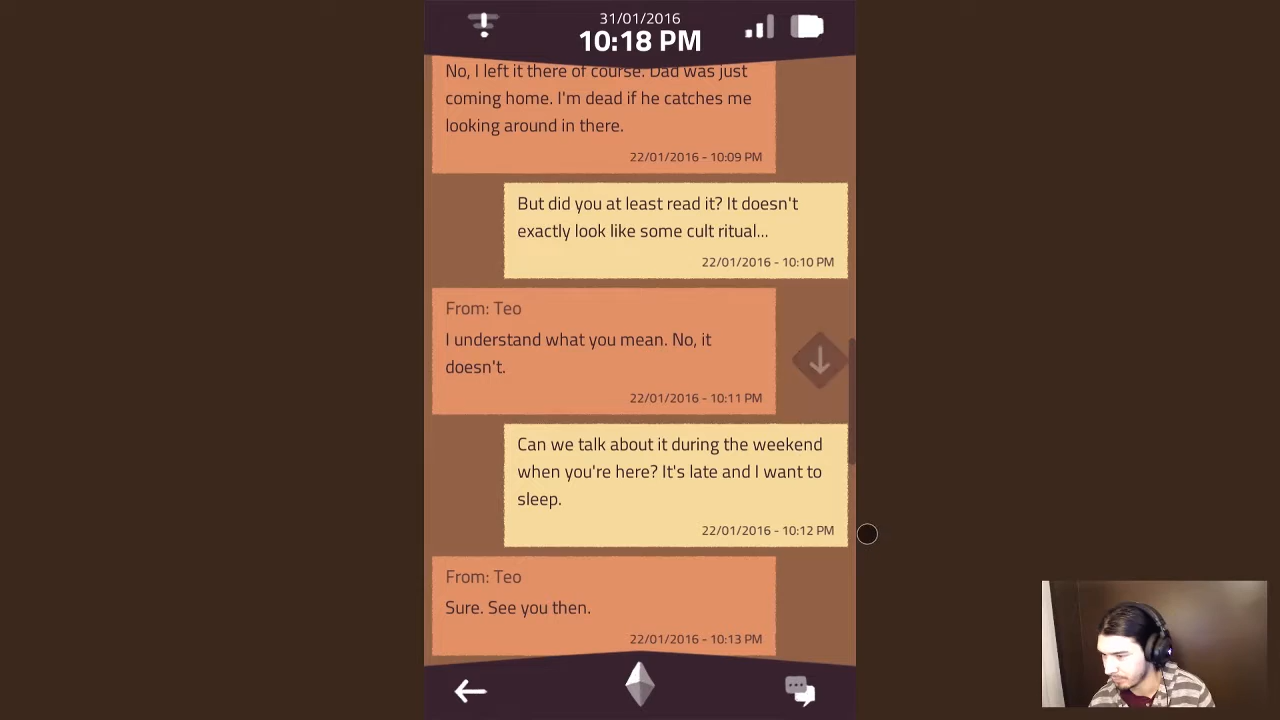 31/01/2016
10:18 PM
No, I left it there of course. Dad was just
coming home. I'm dead if he catches me
looking around in there.
22/01/2016 - 10:09 PM
But did you at least read it? It doesn't
exactly look like some cult ritual...
22/01/2016 - 10:10 PM
From: Teo
I understand what you mean. No, it
doesn't.
22/01/2016 - 10:11 PM
Can we talk about it during the weekend
when you're here? It's late and I want to
sleep.
22/01/2016 - 10:12 PM
From: Teo
Sure. See you then.
22/01/2016 - 10:13 PM